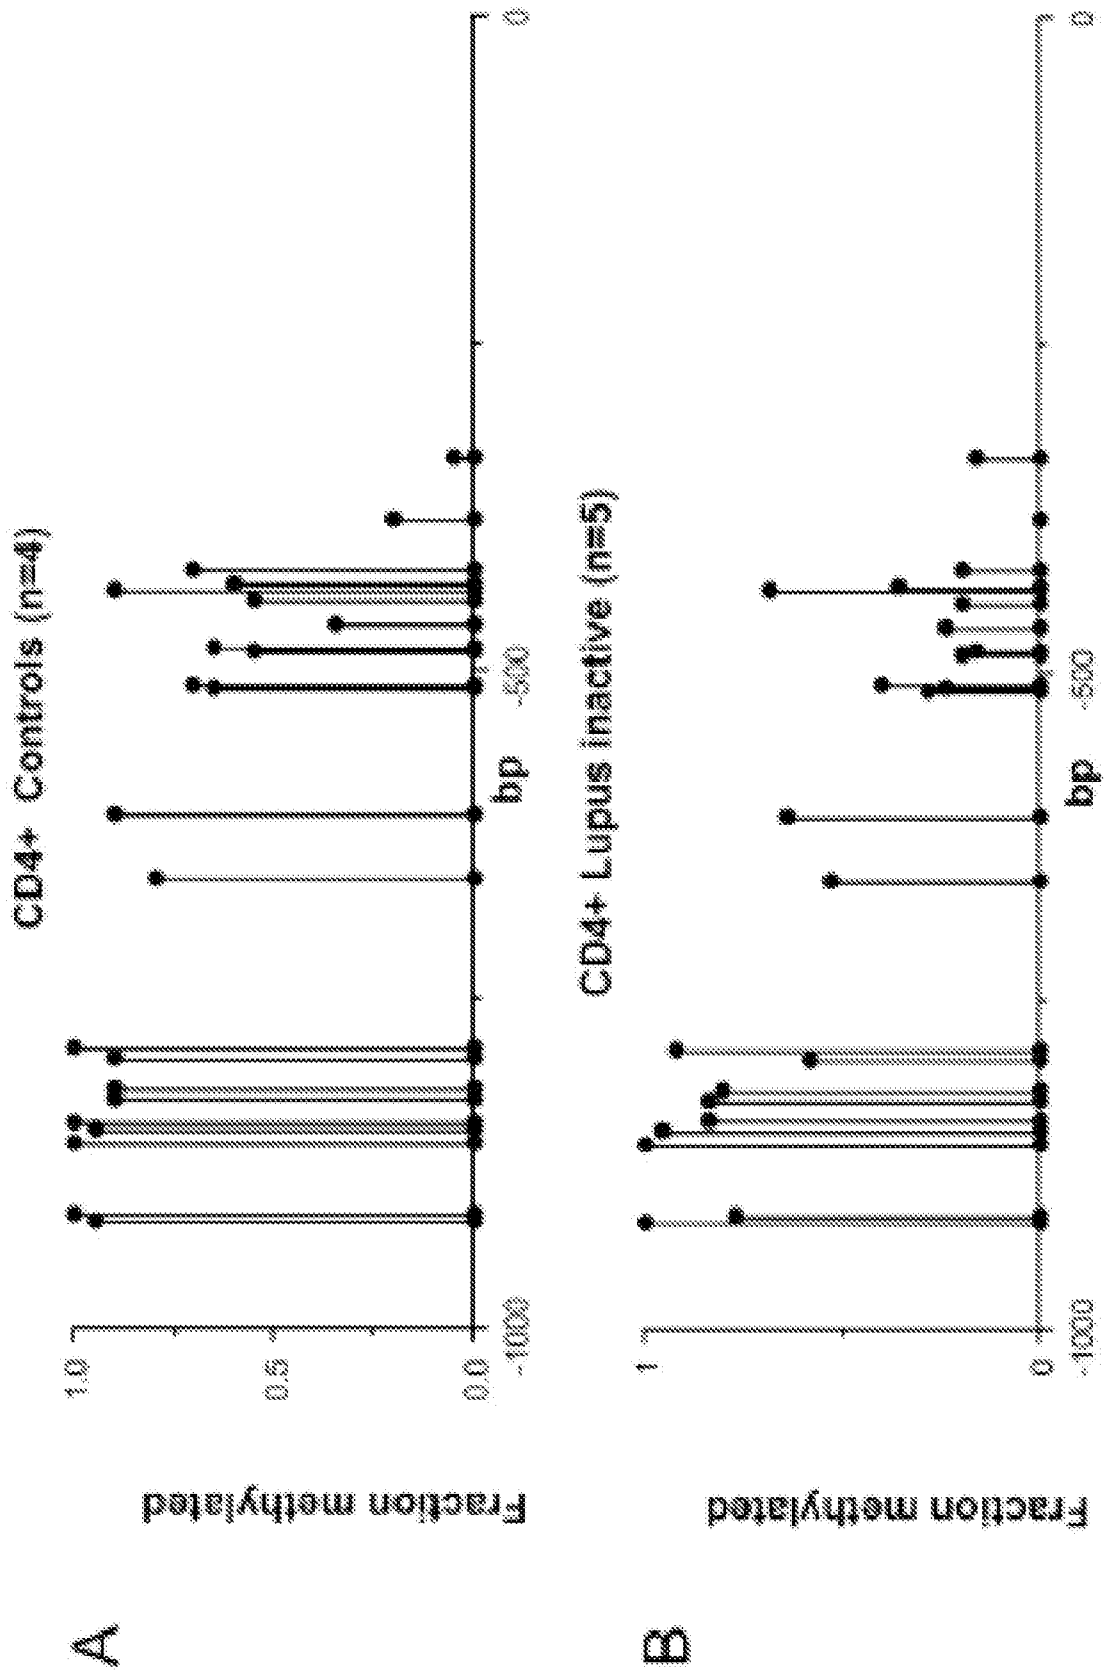 A
CD4+ Controls (n=4)
Fraction methylated
1.0
0.5
0.0
-1000
-500
0
bp
B
CD4+ Lupus inactive (n=5)
Fraction methylated
1
0
-1000
-500
0
bp